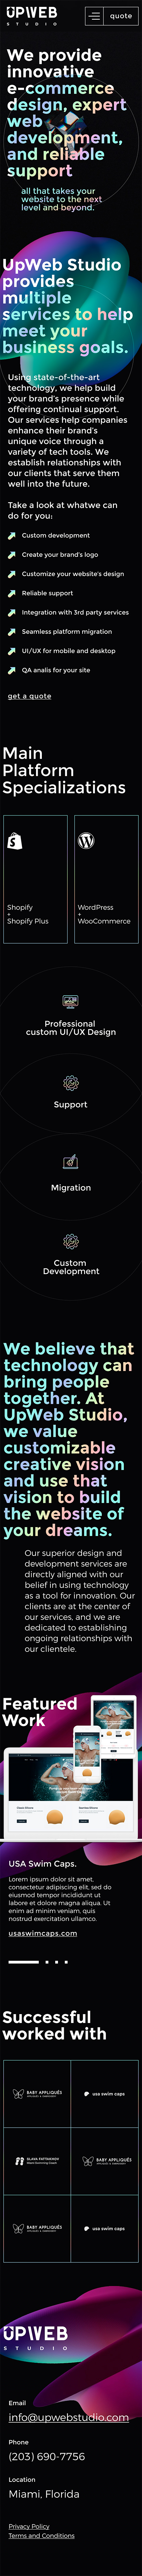 UPWEB
STUDIO
quote
We provide
innovative
e-commerce
design, expert
web
development,
and reliable
support
all that takes your
website to the next
level and beyond.
UpWeb Studio
provides
multiple
services to help
meet your
business goals.
Using state-of-the-art
technology, we help build
your brand's presence while
offering continual support.
Our services help companies
enhance their brand's
unique voice through a
variety of tech tools. We
establish relationships with
our clients that serve them
well into the future.
Take a look at whatwe can
do for you:
Custom development
Create your brand's logo
Customize your website's design
Reliable support
Integration with 3rd party services
Seamless platform migration
UI/UX for mobile and desktop
QA analis for your site
get a quote
Main
Platform
Specializations
Shopify
+
Shopify Plus
WordPress
+
WooCommerce
Professional
custom UI/UX Design
Support
Migration
Custom
Development
We believe that
technology can
bring people
together. At
UpWeb Studio,
we value
customizable
creative vision
and use that
vision to build
the website of
your dreams.
Our superior design and
development services are
directly aligned with our
belief in using technology
as a tool for innovation. Our
clients are at the center of
our services, and we are
dedicated to establishing
ongoing relationships with
our clientele.
Featured
Work
USA Swim Caps.
Lorem ipsum dolor sit amet,
consectetur adipiscing elit, sed do
eiusmod tempor incididunt ut
labore et dolore magna aliqua. Ut
enim ad minim veniam, quis
nostrud exercitation ullamco.
usaswimcaps.com
Successful
worked with
BABY APPLIQUÉS
usa swim caps
SLAVA FATTAKHOV
BABY APPLIQUÉS
BABY APPLIQUÉS
usa swim caps
UPWEB
STUDIO
Email
info@upwebstudio.com
Phone
(203) 690-7756
Location
Miami, Florida
Privacy Policy
Terms and Conditions